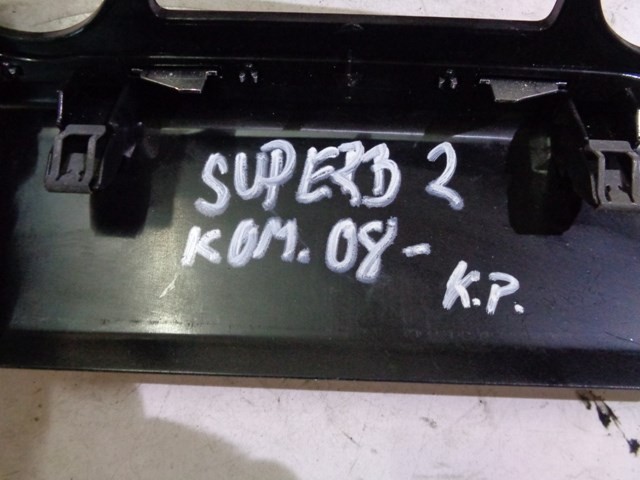 SUPERB 2
KOM. 08-
K.P.